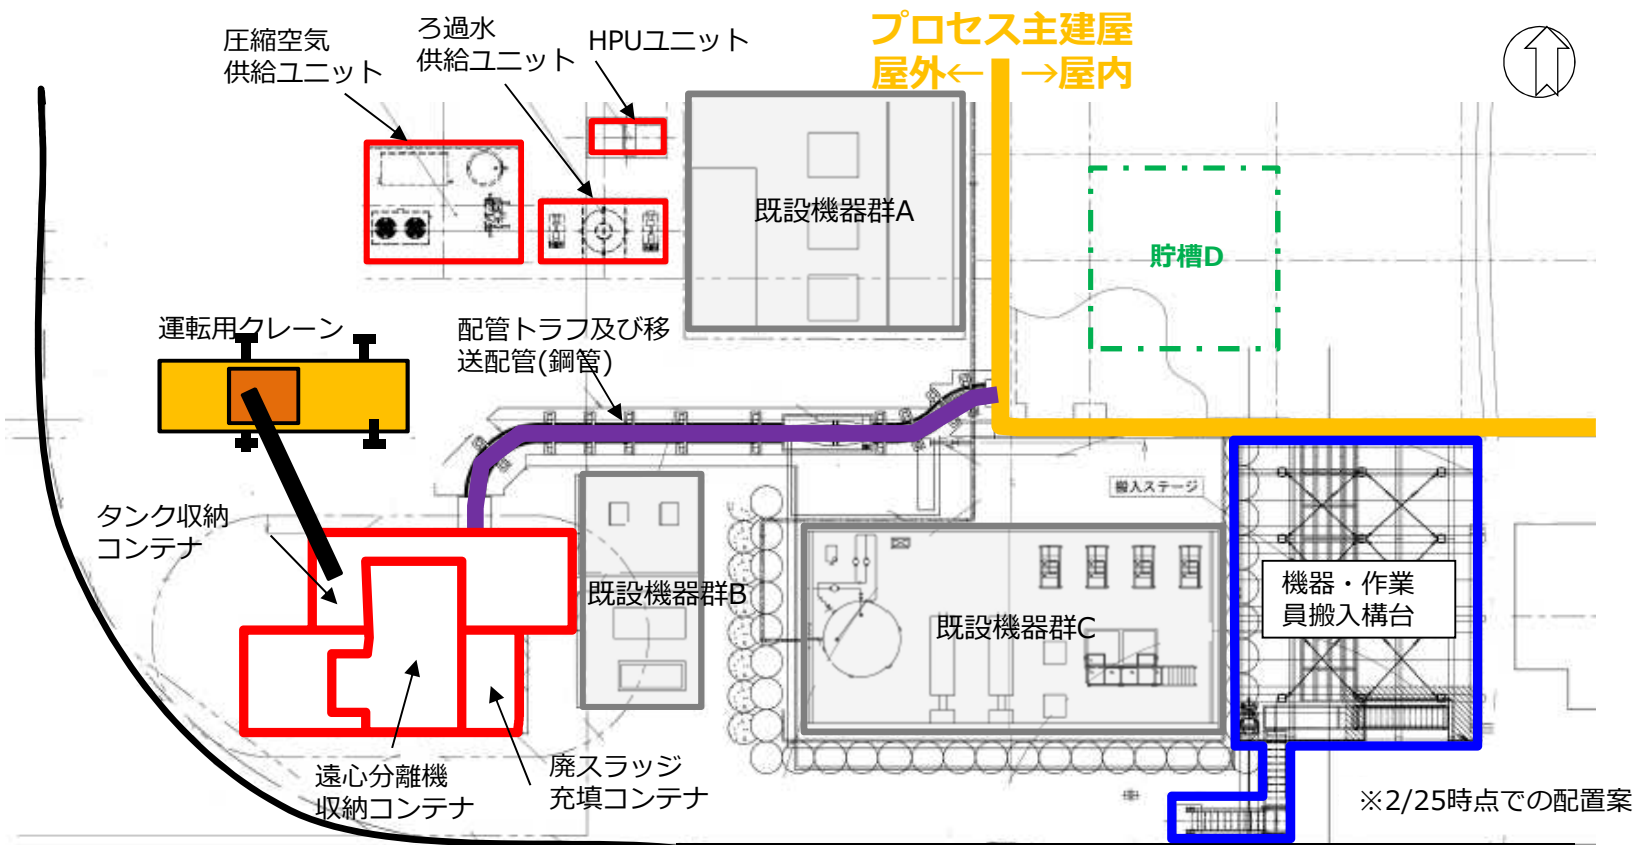 圧縮空気
供給ユニット
ろ過水
供給ユニット
HPUユニット
プロセス主建屋
屋外← →屋内
既設機器群A
貯槽D
運転用クレーン
配管トラフ及び移
送配管(鋼管)
搬入ステージ
タンク収納
コンテナ
既設機器群B
既設機器群C
機器・作業
員搬入構台
遠心分離機
収納コンテナ
廃スラッジ
充填コンテナ
※2/25時点での配置案